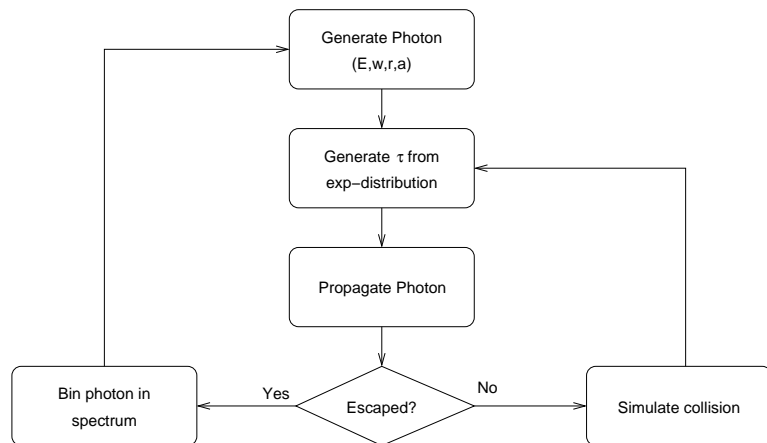 Generate Photon
(E,w,r,a)
Generate τ from
exp−distribution
Propagate Photon
Escaped?
Yes
No
Bin photon in
spectrum
Simulate collision